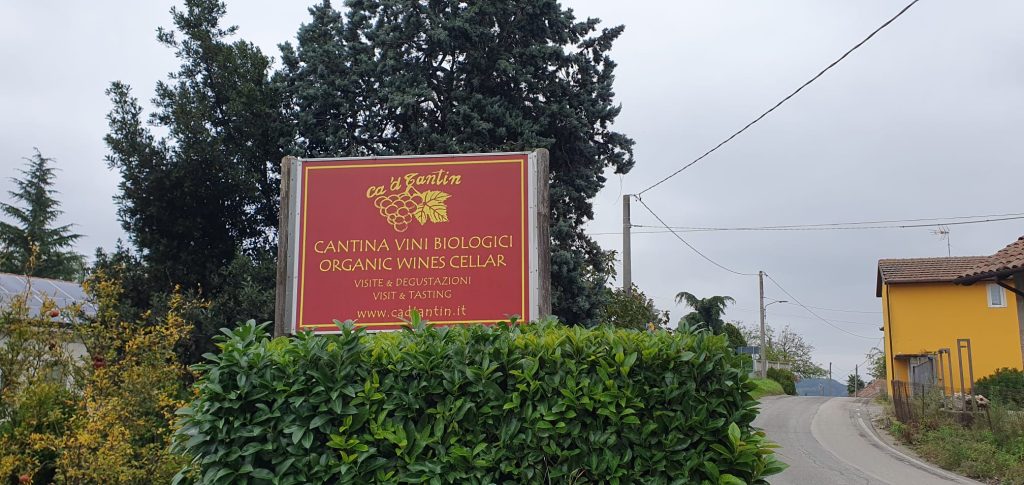 ca 'd Tantin
CANTINA VINI BIOLOGICI
ORGANIC WINES CELLAR
VISITE & DEGUSTAZIONI
VISIT & TASTING
www.cadtantin.it